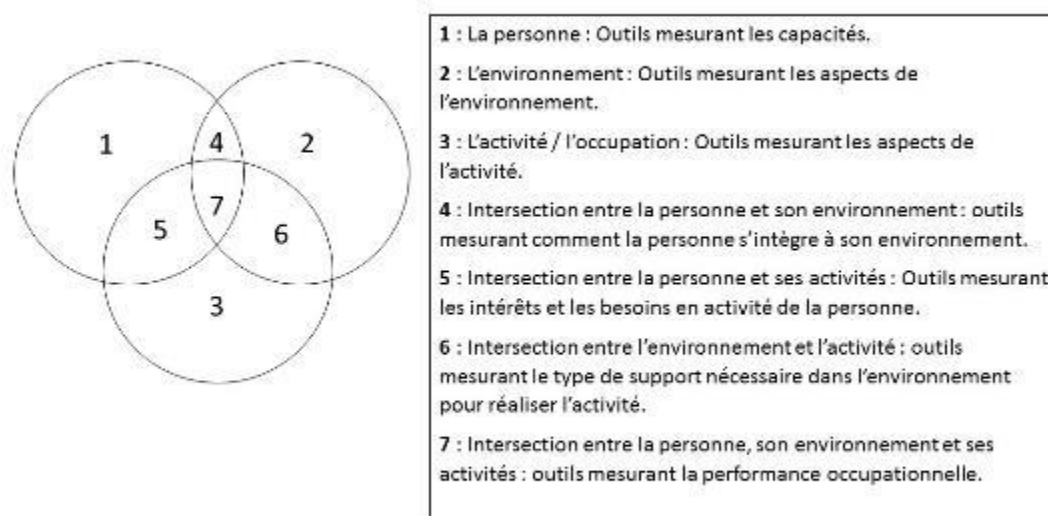 1
4
2
7
5
6
3
1 : La personne : Outils mesurant les capacités.
2 : L'environnement : Outils mesurant les aspects de
l'environnement.
3 : L'activité / l'occupation : Outils mesurant les aspects de
l'activité.
4 : Intersection entre la personne et son environnement : outils
mesurant comment la personne s'intègre à son environnement.
5 : Intersection entre la personne et ses activités : Outils mesurant
les intérêts et les besoins en activité de la personne.
6 : Intersection entre l'environnement et l'activité : outils
mesurant le type de support nécessaire dans l'environnement
pour réaliser l'activité.
7 : Intersection entre la personne, son environnement et ses
activités : outils mesurant la performance occupationnelle.